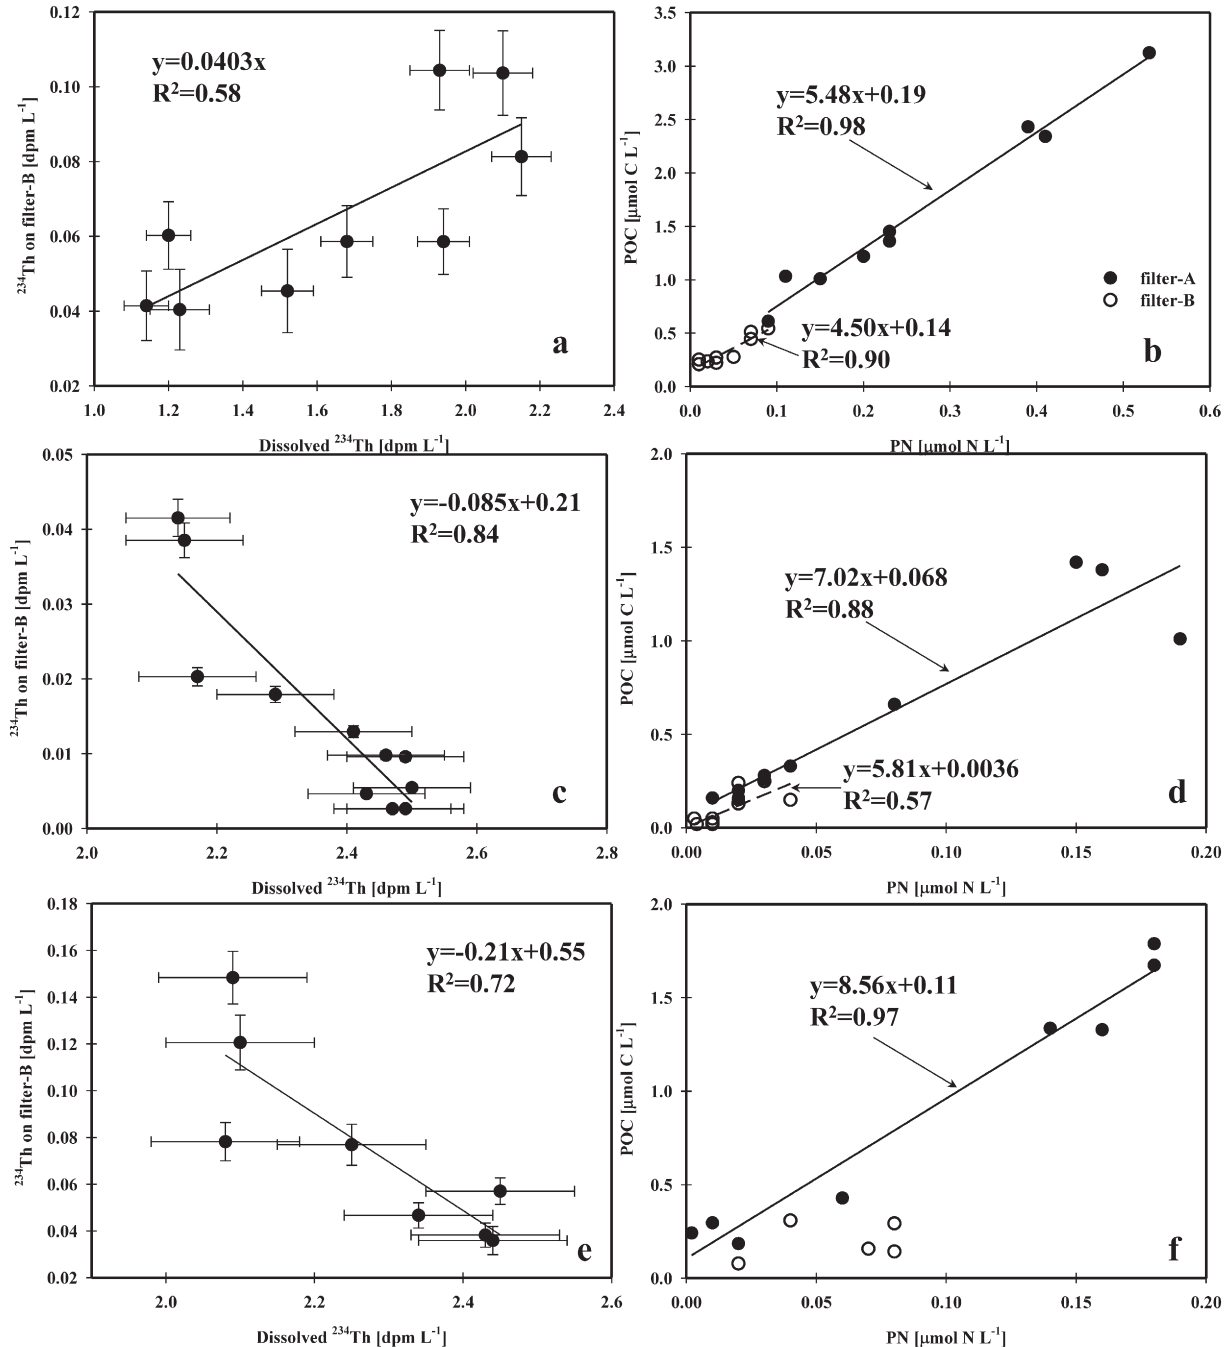 0.12
0.10
0.08
0.06
0.04
0.02
²³⁴Th on filter-B [dpm L⁻¹]
y=0.0403x
R²=0.58
a
1.0 1.2 1.4 1.6 1.8 2.0 2.2 2.4
Dissolved ²³⁴Th [dpm L⁻¹]
3.5
3.0
2.5
2.0
1.5
1.0
0.5
0.0
POC [µmol C L⁻¹]
y=5.48x+0.19
R²=0.98
filter-A
filter-B
y=4.50x+0.14
R²=0.90
b
0.0 0.1 0.2 0.3 0.4 0.5 0.6
PN [µmol N L⁻¹]
0.05
0.04
0.03
0.02
0.01
0.00
²³⁴Th on filter-B [dpm L⁻¹]
y=-0.085x+0.21
R²=0.84
c
2.0 2.2 2.4 2.6 2.8
Dissolved ²³⁴Th [dpm L⁻¹]
2.0
1.5
1.0
0.5
0.0
POC [µmol C L⁻¹]
y=7.02x+0.068
R²=0.88
y=5.81x+0.0036
R²=0.57
d
0.00 0.05 0.10 0.15 0.20
PN [µmol N L⁻¹]
0.18
0.16
0.14
0.12
0.10
0.08
0.06
0.04
0.02
²³⁴Th on filter-B [dpm L⁻¹]
y=-0.21x+0.55
R²=0.72
e
2.0 2.2 2.4 2.6
Dissolved ²³⁴Th [dpm L⁻¹]
2.0
1.5
1.0
0.5
0.0
POC [µmol C L⁻¹]
y=8.56x+0.11
R²=0.97
f
0.00 0.05 0.10 0.15 0.20
PN [µmol N L⁻¹]